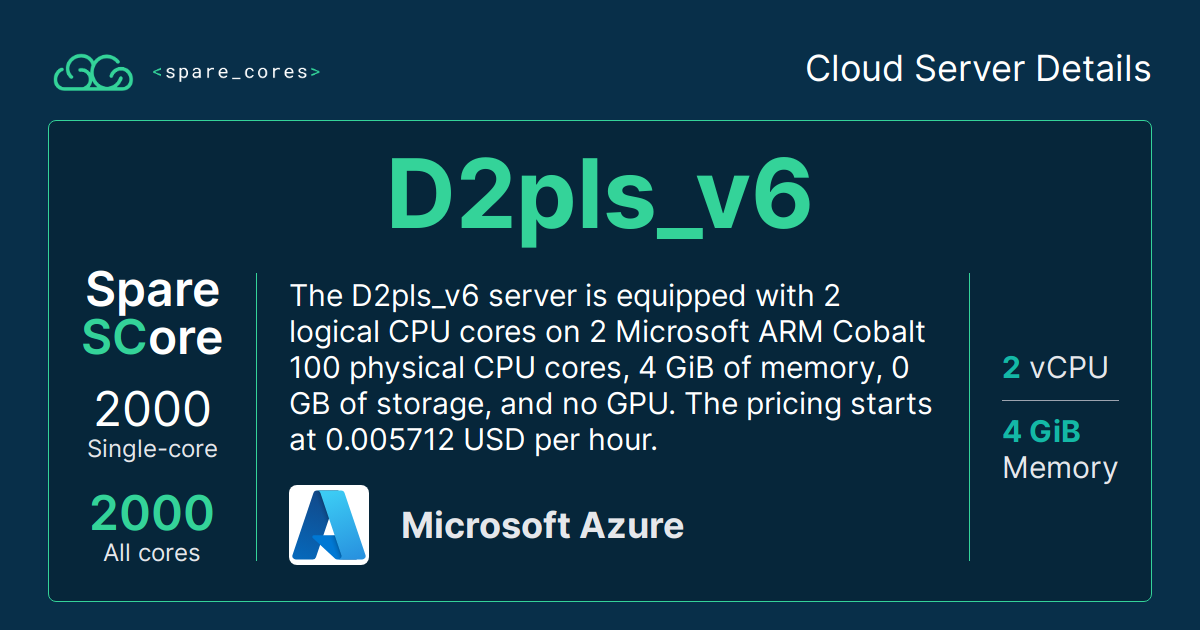 <spare_cores>
Cloud Server Details
D2pls_v6
Spare
SCore
2000
Single-core
2000
All cores
The D2pls_v6 server is equipped with 2
logical CPU cores on 2 Microsoft ARM Cobalt
100 physical CPU cores, 4 GiB of memory, 0
GB of storage, and no GPU. The pricing starts
at 0.005712 USD per hour.
Microsoft Azure
2 vCPU
4 GiB
Memory